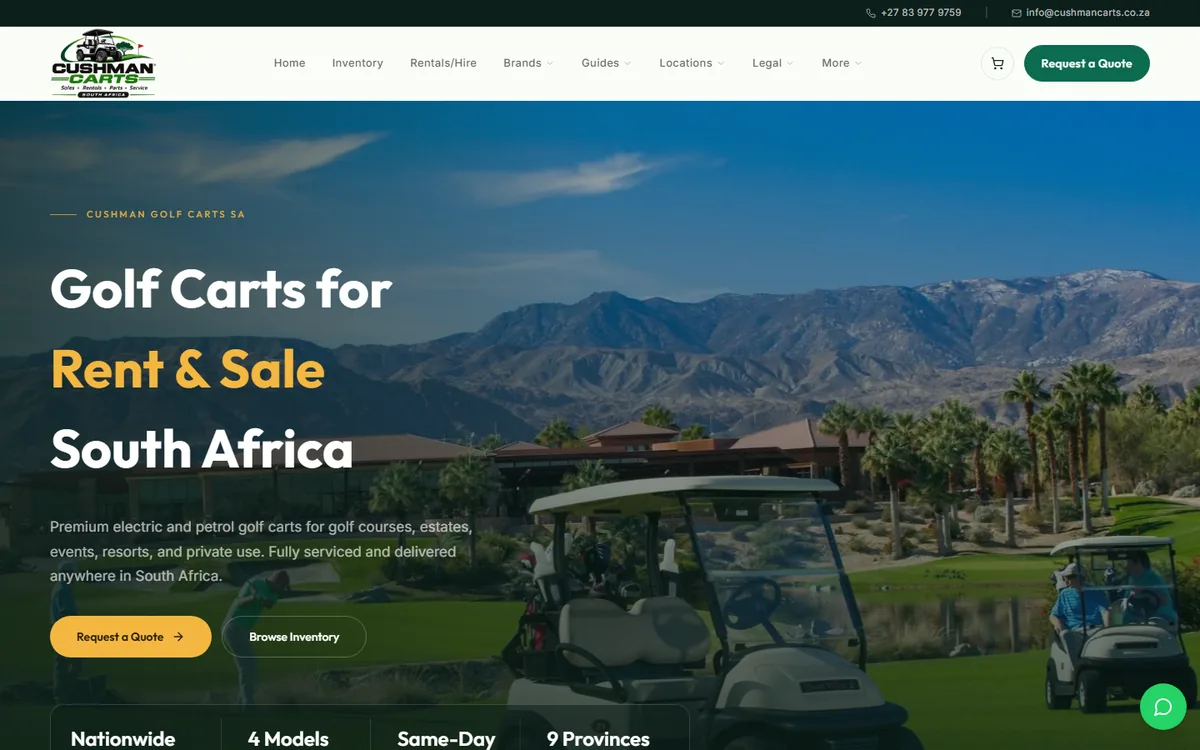 +27 83 977 9759
info@cushmancarts.co.za
CUSHMAN
CARTS
Sales • Rentals • Parts • Service
SOUTH AFRICA
Home
Inventory
Rentals/Hire
Brands
Guides
Locations
Legal
More
Request a Quote
CUSHMAN GOLF CARTS SA
Golf Carts for
Rent & Sale
South Africa
Premium electric and petrol golf carts for golf courses, estates,
events, resorts, and private use. Fully serviced and delivered
anywhere in South Africa.
Request a Quote
Browse Inventory
Nationwide
4 Models
Same-Day
9 Provinces